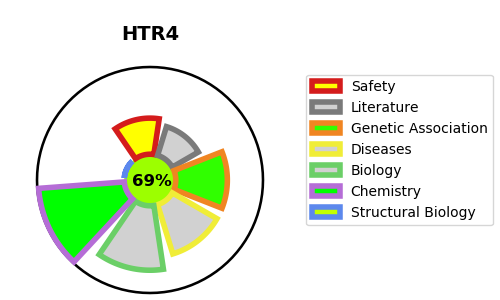 HTR4
69%
Safety
Literature
Genetic Association
Diseases
Biology
Chemistry
Structural Biology